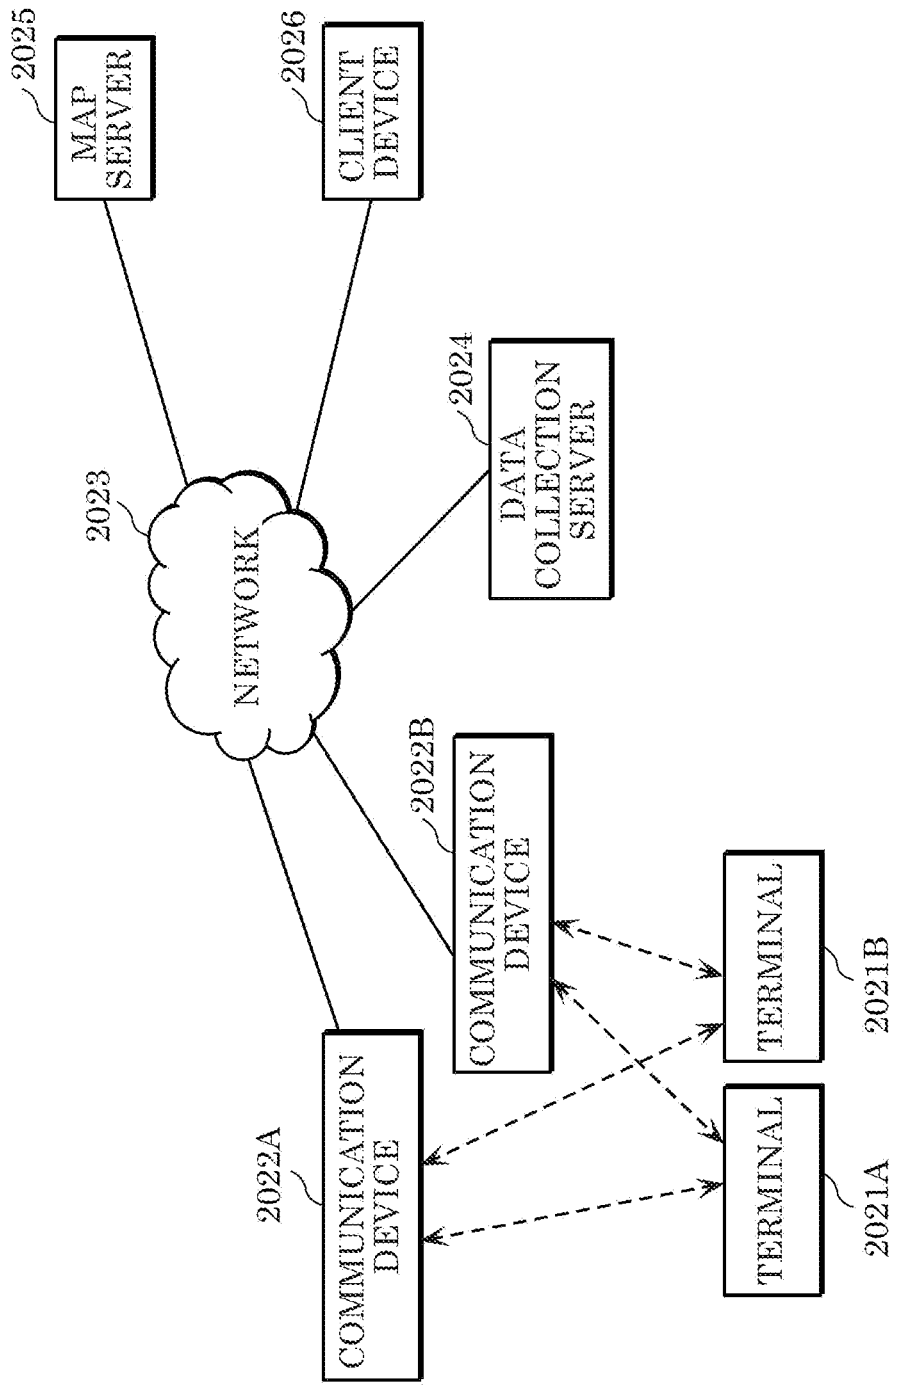 2025
MAP
SERVER
2026
CLIENT
DEVICE
2023
NETWORK
2024
DATA
COLLECTION
SERVER
2022A
COMMUNICATION
DEVICE
2022B
COMMUNICATION
DEVICE
TERMINAL
2021A
TERMINAL
2021B